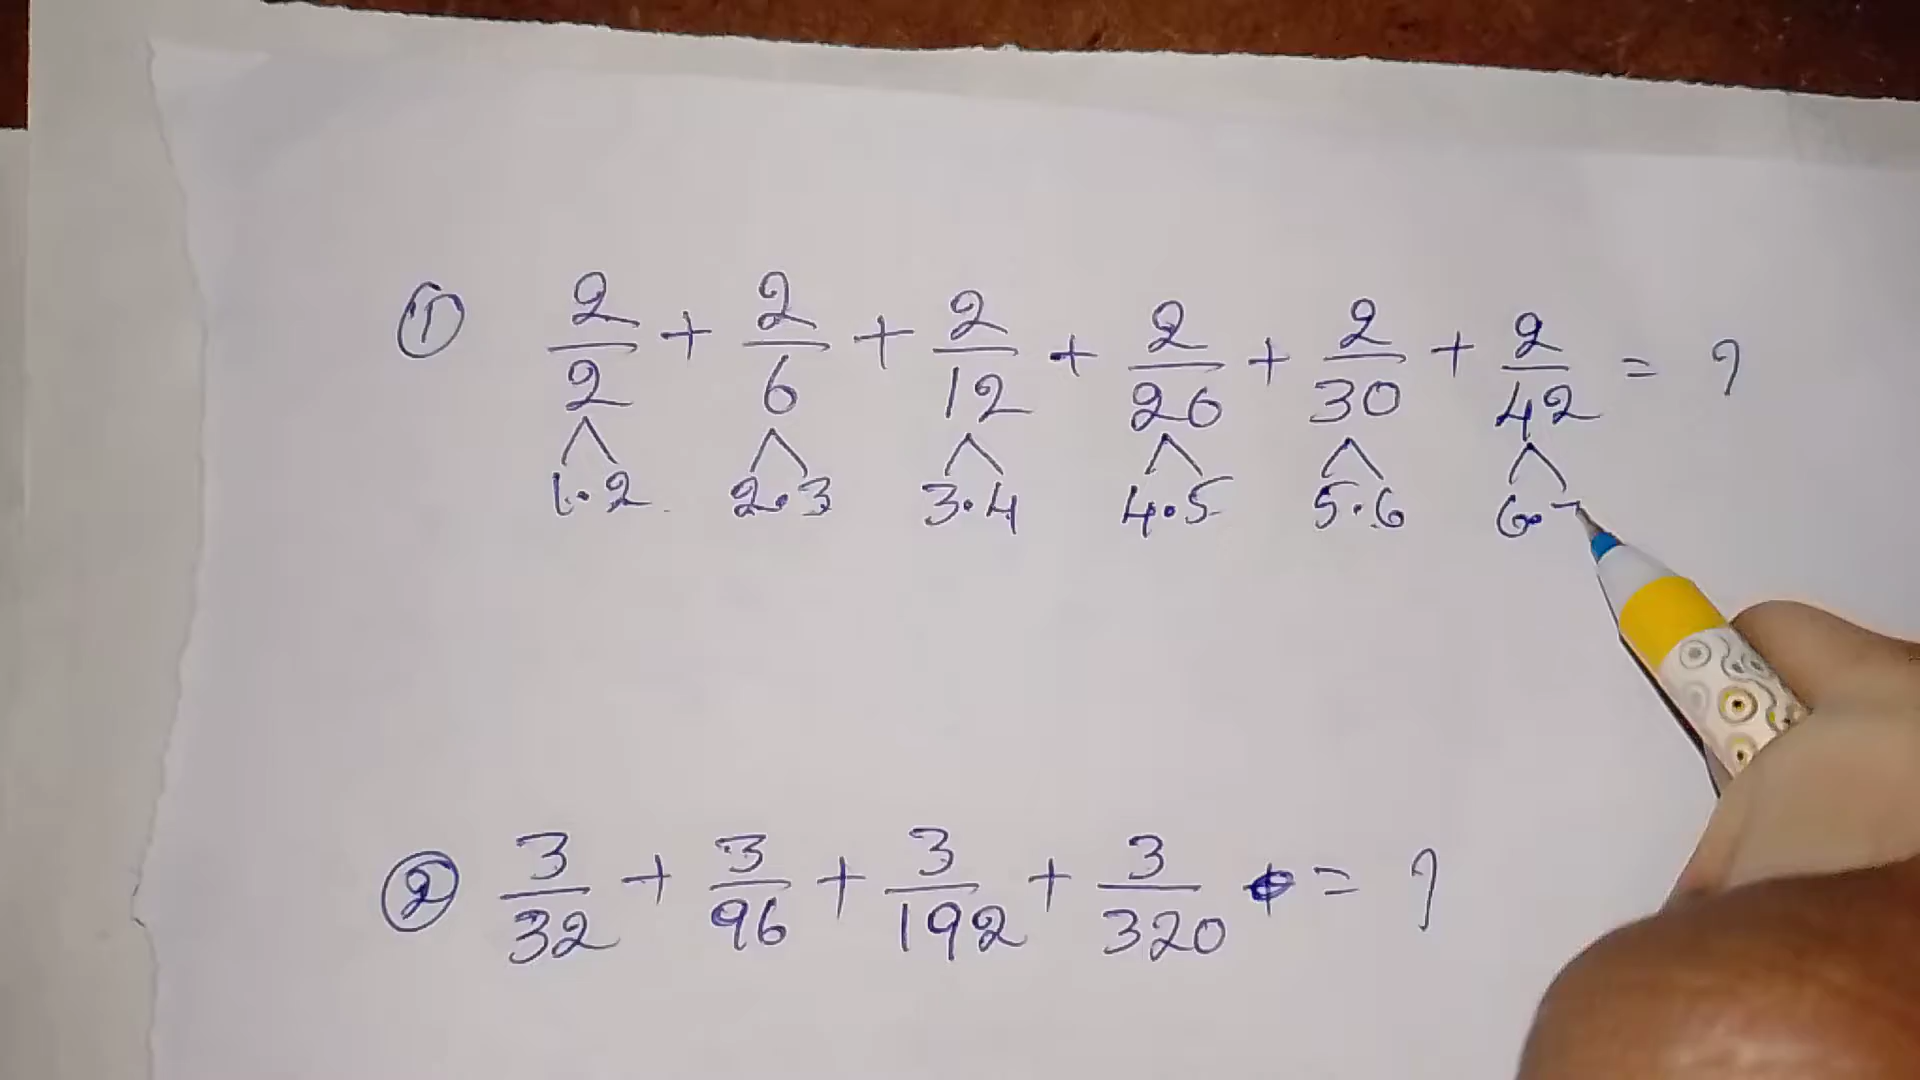 ① 2/2 + 2/6 + 2/12 + 2/20 + 2/30 + 2/42 = ?
1·2 2·3 3·4 4·5 5·6 6·7
② 3/32 + 3/96 + 3/192 + 3/320 = ?